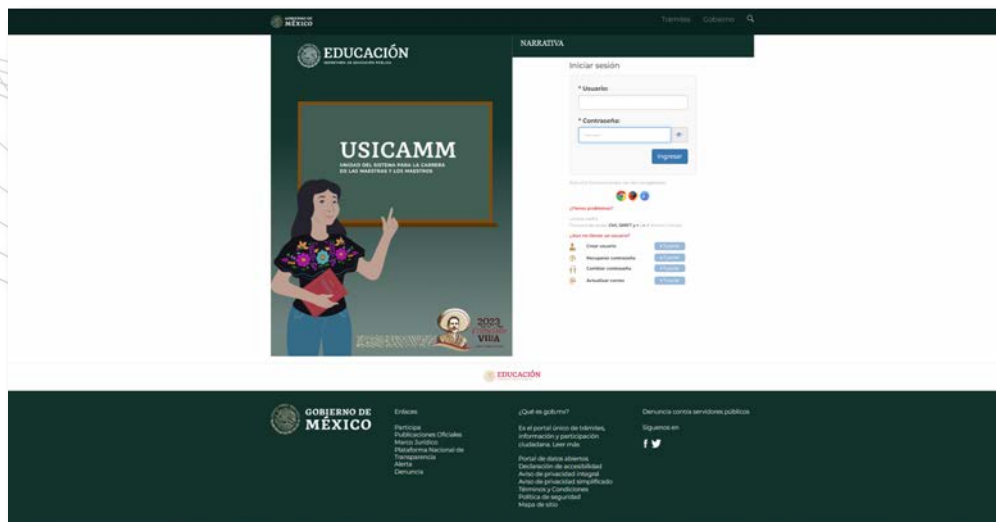 GOBIERNO DE
MÉXICO
Trámites Gobierno
EDUCACIÓN
SECRETARÍA DE EDUCACIÓN PÚBLICA
NARRATIVA
Iniciar sesión
* Usuario:
* Contraseña:
Ingresar
USICAMM
UNIDAD DEL SISTEMA PARA LA CARRERA
DE LAS MAESTRAS Y LOS MAESTROS
¿Tienes problemas?
¿Aún no tienes un usuario?
Crear usuario
Recuperar contraseña
Cambiar contraseña
Actualizar correo
2023
VILLA
EDUCACIÓN
GOBIERNO DE
MÉXICO
Enlaces
Participa
Publicaciones Oficiales
Marco Jurídico
Plataforma Nacional de
Transparencia
Alerta
Denuncia
¿Qué es gob.mx?
Es el portal único de trámites,
información y participación
ciudadana. Leer más
Portal de datos abiertos
Declaración de accesibilidad
Aviso de privacidad integral
Aviso de privacidad simplificado
Términos y Condiciones
Política de seguridad
Mapa de sitio
Denuncia contra servidores públicos
Síguenos en